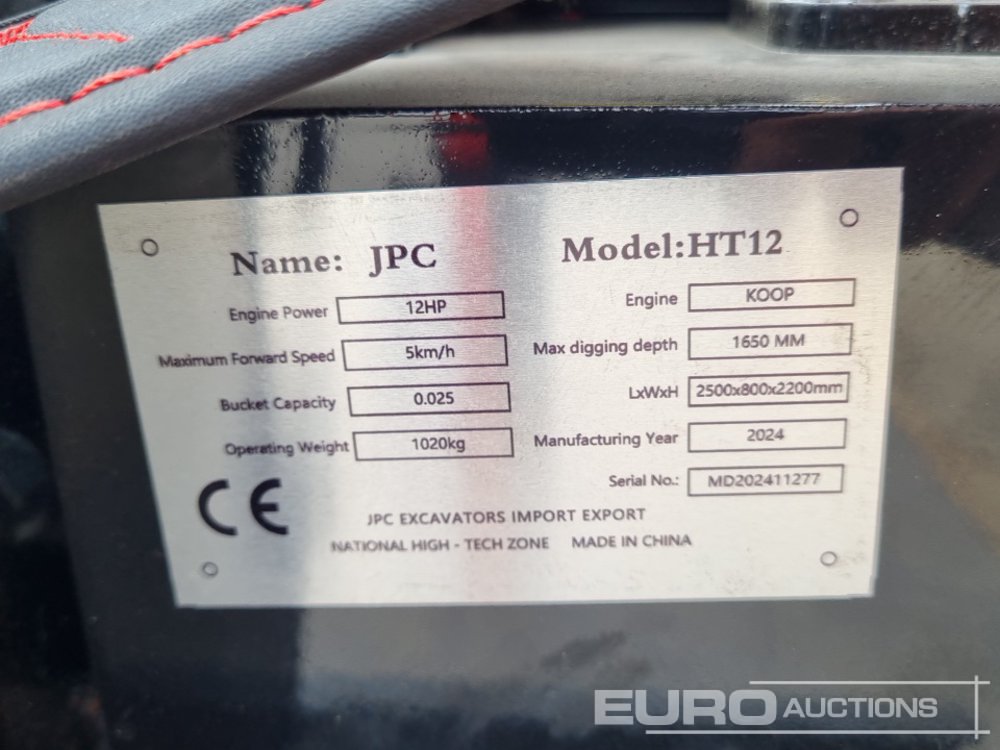 Name: JPC Model:HT12
Engine Power 12HP Engine KOOP
Maximum Forward Speed 5km/h Max digging depth 1650 MM
Bucket Capacity 0.025 LxWxH 2500x800x2200mm
Operating Weight 1020kg Manufacturing Year 2024
Serial No.: MD202411277
CE
JPC EXCAVATORS IMPORT EXPORT
NATIONAL HIGH - TECH ZONE MADE IN CHINA
EURO AUCTIONS